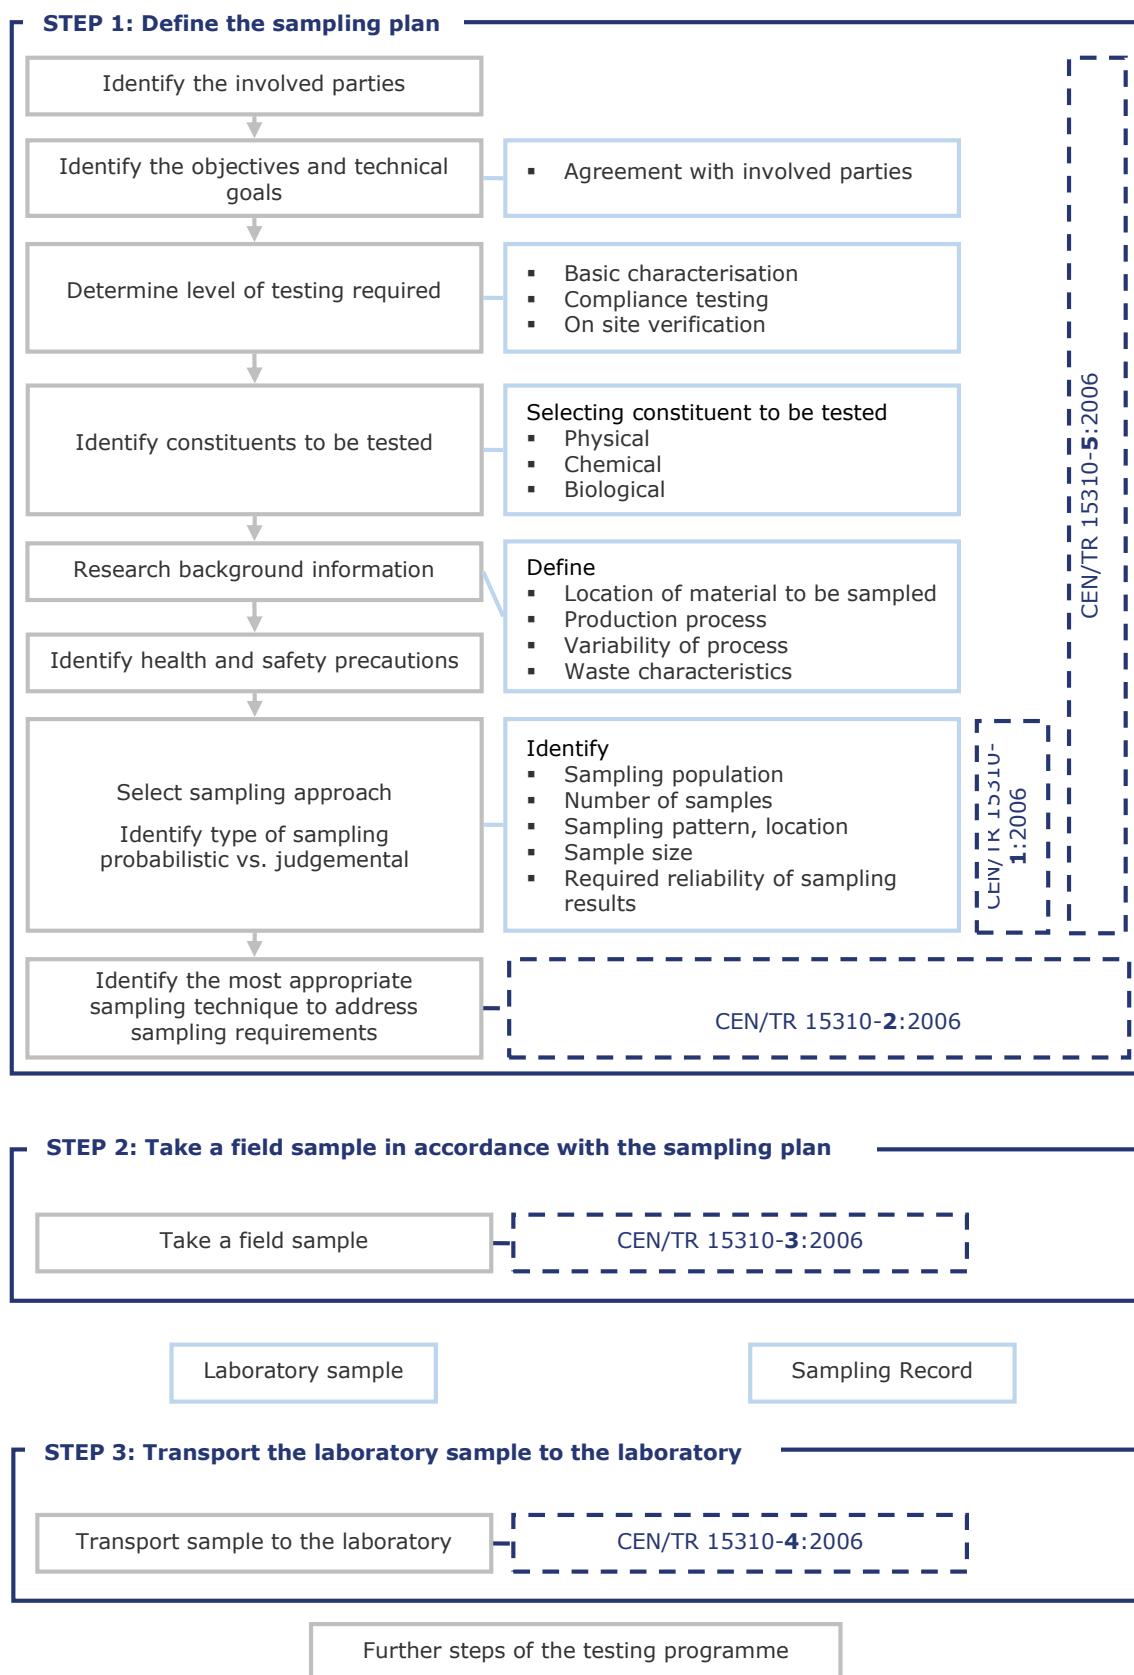 STEP 1: Define the sampling plan
Identify the involved parties
Identify the objectives and technical
goals
▪ Agreement with involved parties
Determine level of testing required
▪ Basic characterisation
▪ Compliance testing
▪ On site verification
Identify constituents to be tested
Selecting constituent to be tested
▪ Physical
▪ Chemical
▪ Biological
Research background information
Define
▪ Location of material to be sampled
▪ Production process
▪ Variability of process
▪ Waste characteristics
Identify health and safety precautions
CEN/TR 15310-5:2006
Select sampling approach
Identify type of sampling
probabilistic vs. judgemental
Identify
▪ Sampling population
▪ Number of samples
▪ Sampling pattern, location
▪ Sample size
▪ Required reliability of sampling
results
CEN/TR 15310-
1:2006
Identify the most appropriate
sampling technique to address
sampling requirements
CEN/TR 15310-2:2006
STEP 2: Take a field sample in accordance with the sampling plan
Take a field sample
CEN/TR 15310-3:2006
Laboratory sample
Sampling Record
STEP 3: Transport the laboratory sample to the laboratory
Transport sample to the laboratory
CEN/TR 15310-4:2006
Further steps of the testing programme